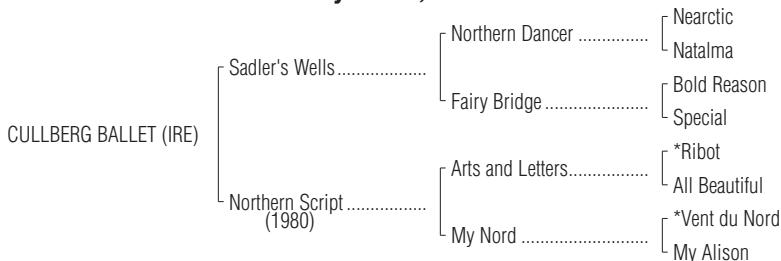 Nearctic
Northern Dancer ...............
Natalma
Sadler's Wells...................
Bold Reason
Fairy Bridge ......................
Special
CULLBERG BALLET (IRE)
*Ribot
Arts and Letters.................
All Beautiful
Northern Script .................
(1980)
*Vent du Nord
My Nord ...........................
My Alison